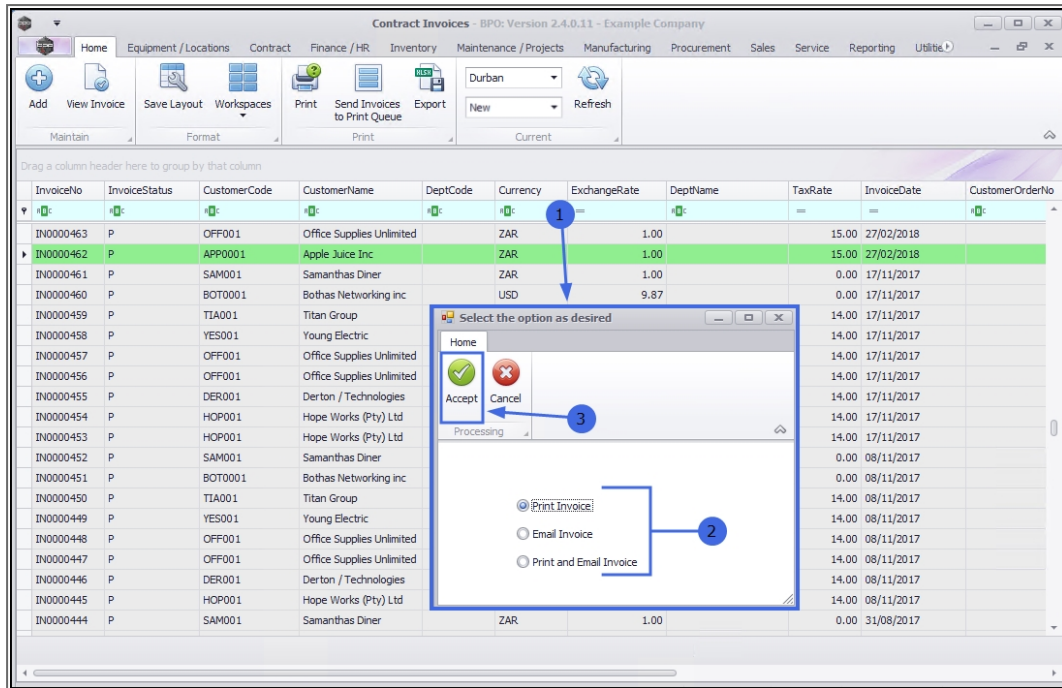 Contract Invoices - BPO: Version 2.4.0.11 - Example Company
Home Equipment / Locations Contract Finance / HR Inventory Maintenance / Projects Manufacturing Procurement Sales Service Reporting Utilitie
Durban
New
Add View Invoice Save Layout Workspaces Print Send Invoices to Print Queue Export Refresh
Maintain Format Print Current
Drag a column header here to group by that column
InvoiceNo InvoiceStatus CustomerCode CustomerName DeptCode Currency ExchangeRate DeptName TaxRate InvoiceDate CustomerOrderNo
1
IN0000463 P OFF001 Office Supplies Unlimited ZAR 1.00 15.00 27/02/2018
IN0000462 P APP0001 Apple Juice Inc ZAR 1.00 15.00 27/02/2018
IN0000461 P SAM001 Samanthas Diner ZAR 1.00 0.00 17/11/2017
IN0000460 P BOT0001 Bothas Networking inc USD 9.87 0.00 17/11/2017
IN0000459 P TIA001 Titan Group 14.00 17/11/2017
IN0000458 P YES001 Young Electric 14.00 17/11/2017
IN0000457 P OFF001 Office Supplies Unlimited 14.00 17/11/2017
IN0000456 P OFF001 Office Supplies Unlimited 14.00 17/11/2017
IN0000455 P DER001 Derton / Technologies 14.00 17/11/2017
IN0000454 P HOP001 Hope Works (Pty) Ltd 14.00 17/11/2017
IN0000453 P HOP001 Hope Works (Pty) Ltd 14.00 17/11/2017
IN0000452 P SAM001 Samanthas Diner 0.00 08/11/2017
IN0000451 P BOT0001 Bothas Networking inc 0.00 08/11/2017
IN0000450 P TIA001 Titan Group 14.00 08/11/2017
IN0000449 P YES001 Young Electric 14.00 08/11/2017
IN0000448 P OFF001 Office Supplies Unlimited 14.00 08/11/2017
IN0000447 P OFF001 Office Supplies Unlimited 14.00 08/11/2017
IN0000446 P DER001 Derton / Technologies 14.00 08/11/2017
IN0000445 P HOP001 Hope Works (Pty) Ltd 14.00 08/11/2017
IN0000444 P SAM001 Samanthas Diner ZAR 1.00 0.00 31/08/2017
Select the option as desired
Home
Accept Cancel
3
Processing
Print Invoice
Email Invoice
2
Print and Email Invoice